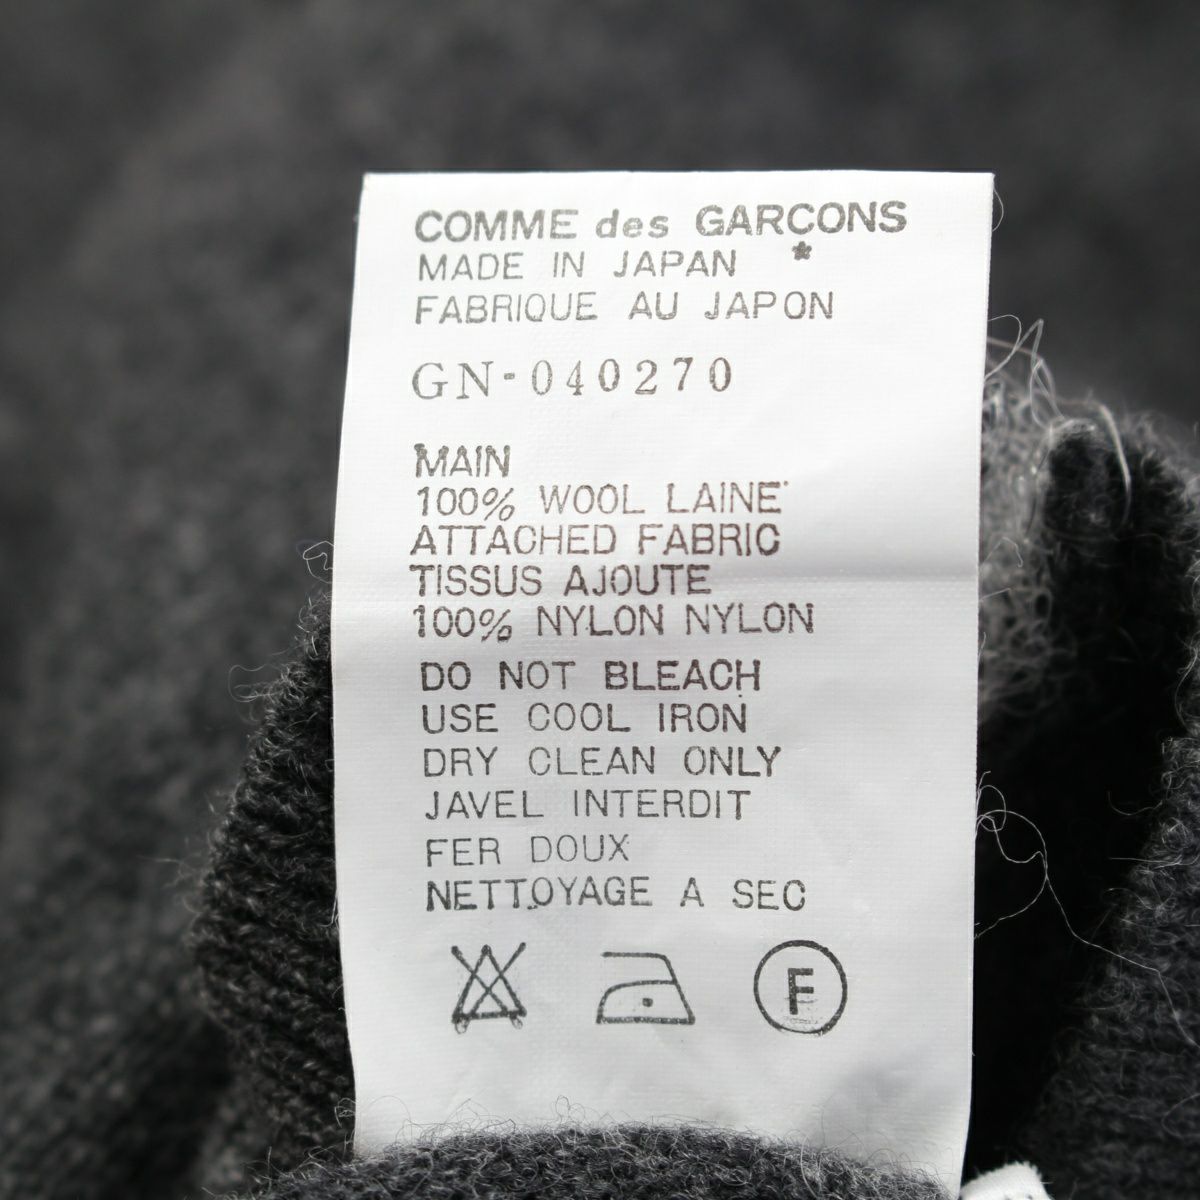 COMME des GARCONS
MADE IN JAPAN *
FABRIQUE AU JAPON
GN-040270
MAIN
100% WOOL LAINE
ATTACHED FABRIC
TISSUS AJOUTE
100% NYLON NYLON
DO NOT BLEACH
USE COOL IRON
DRY CLEAN ONLY
JAVEL INTERDIT
FER DOUX
NETTOYAGE A SEC
F